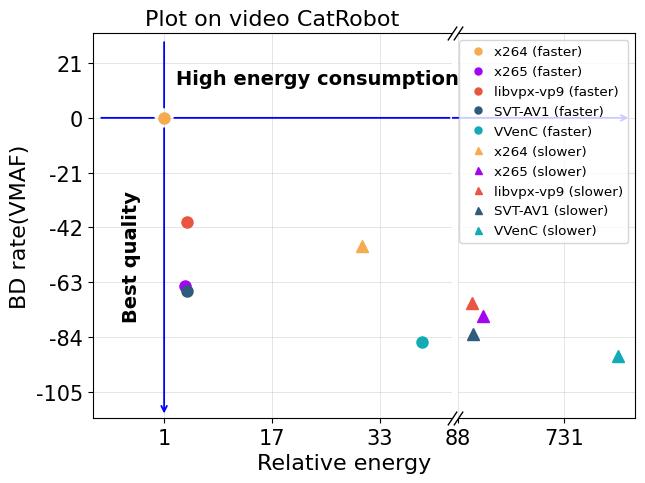 Plot on video CatRobot
21
0
-21
-42
-63
-84
-105
BD rate(VMAF)
High energy consumption
Best quality
x264 (faster)
x265 (faster)
libvpx-vp9 (faster)
SVT-AV1 (faster)
VVenC (faster)
x264 (slower)
x265 (slower)
libvpx-vp9 (slower)
SVT-AV1 (slower)
VVenC (slower)
1 17 33 88 731
Relative energy